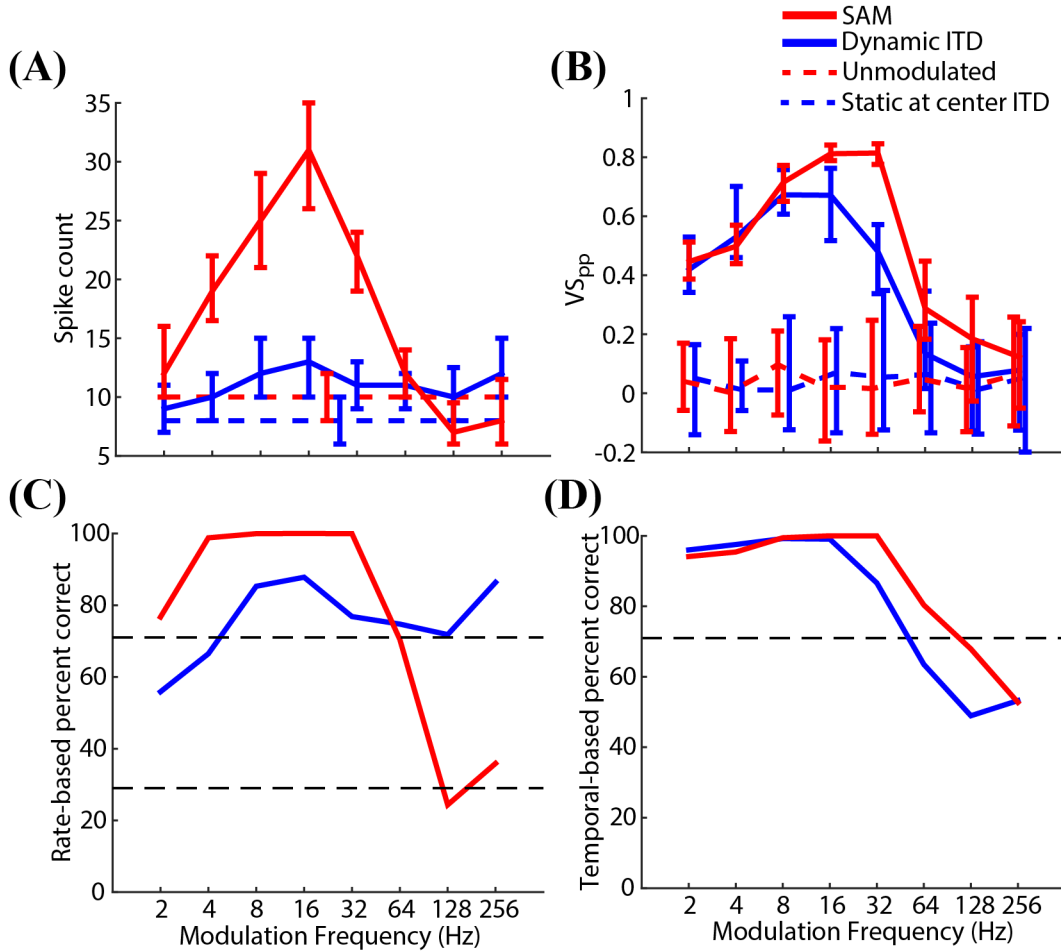 SAM
Dynamic ITD
Unmodulated
Static at center ITD
(A)
Spike count
35
30
25
20
15
10
5
(B)
VSpp
1
0.8
0.6
0.4
0.2
0
-0.2
(C)
Rate-based percent correct
100
80
60
40
20
0
2 4 8 16 32 64 128 256
Modulation Frequency (Hz)
(D)
Temporal-based percent correct
100
80
60
40
20
0
2 4 8 16 32 64 128 256
Modulation Frequency (Hz)